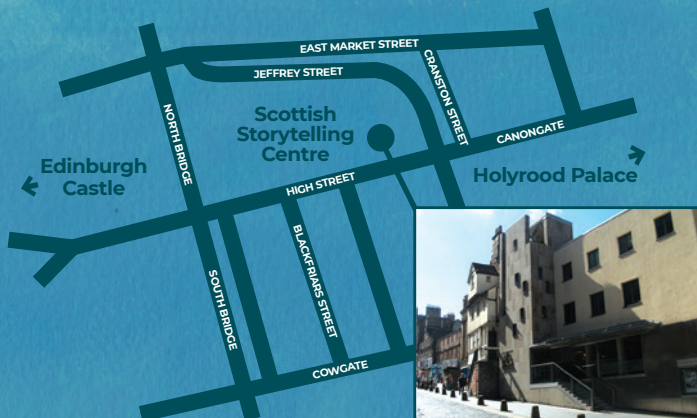 EAST MARKET STREET
JEFFREY STREET
CRANSTON STREET
NORTH BRIDGE
Scottish
Storytelling
Centre
CANONGATE
Edinburgh
Castle
HIGH STREET
Holyrood Palace
BLACKFRIARS STREET
SOUTH BRIDGE
COWGATE